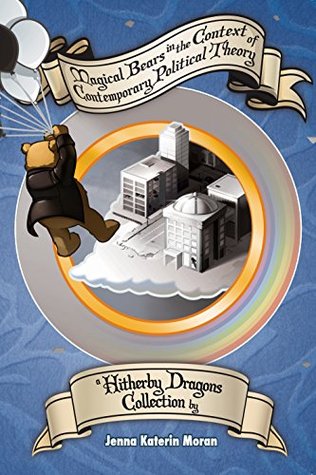 Magical Bears in the Context of
Contemporary Political Theory
a Hitherby Dragons
Collection by
Jenna Katerin Moran